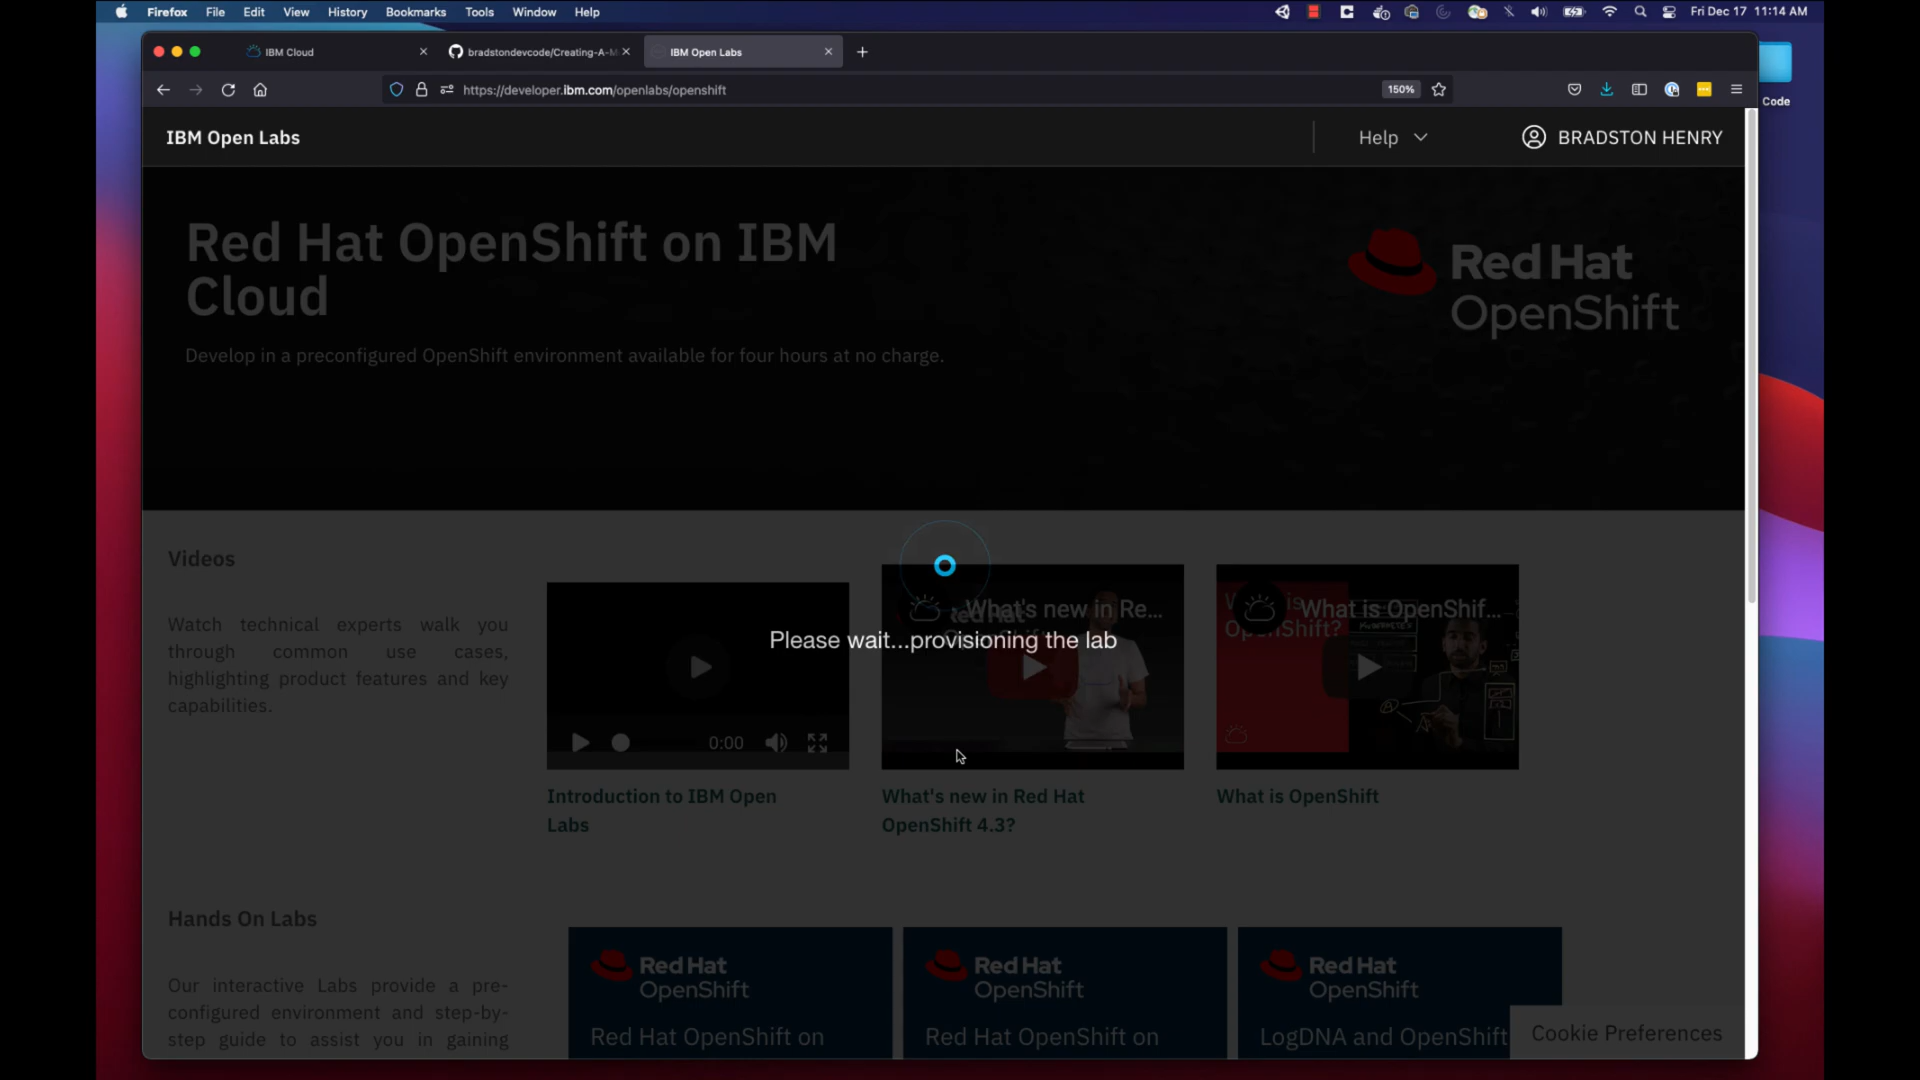 Firefox File Edit View History Bookmarks Tools Window Help
Fri Dec 17 11:14 AM
IBM Cloud
bradstondevcode/Creating-A-M
IBM Open Labs
https://developer.ibm.com/openlabs/openshift
150%
Code
IBM Open Labs
Help
BRADSTON HENRY
Red Hat OpenShift on IBM
Cloud
Develop in a preconfigured OpenShift environment available for four hours at no charge.
Red Hat
OpenShift
Videos
Watch technical experts walk you
through common use cases,
highlighting product features and key
capabilities.
0:00
What's new in Re...
What is OpenShif...
Please wait...provisioning the lab
Introduction to IBM Open
Labs
What's new in Red Hat
OpenShift 4.3?
What is OpenShift
Hands On Labs
Our interactive Labs provide a pre-
configured environment and step-by-
step guide to assist you in gaining
Red Hat
OpenShift
Red Hat OpenShift on
Red Hat
OpenShift
Red Hat OpenShift on
Red Hat
OpenShift
LogDNA and OpenShift
Cookie Preferences